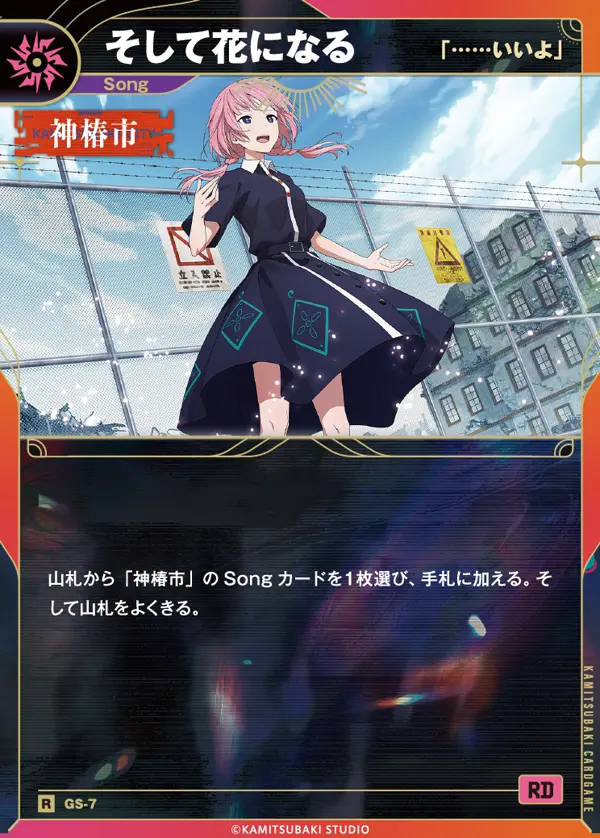 そして花になる
「……いいよ」
Song
神椿市
立入禁止
山札から「神椿市」のSongカードを1枚選び、手札に加える。そ
して山札をよくきる。
KAMITSUBAKI CARDGAME
RD
R GS-7
©KAMITSUBAKI STUDIO